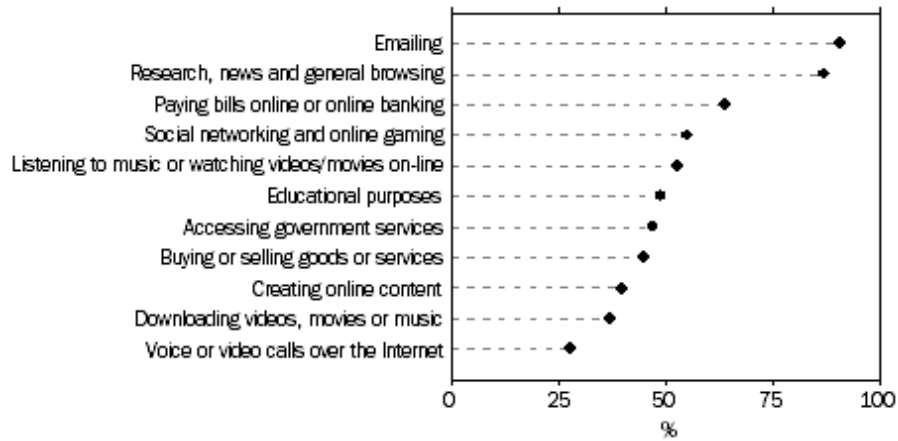 Emailing
Research, news and general browsing
Paying bills online or online banking
Social networking and online gaming
Listening to music or watching videos/movies on-line
Educational purposes
Accessing government services
Buying or selling goods or services
Creating online content
Downloading videos, movies or music
Voice or video calls over the Internet
0 25 50 75 100
%